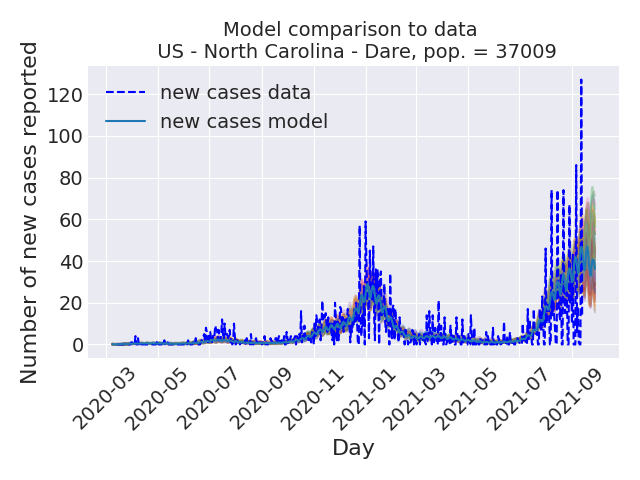 Model comparison to data
US - North Carolina - Dare, pop. = 37009
Number of new cases reported
120
100
80
60
40
20
0
new cases data
new cases model
2020-03
2020-05
2020-07
2020-09
2020-11
2021-01
2021-03
2021-05
2021-07
2021-09
Day